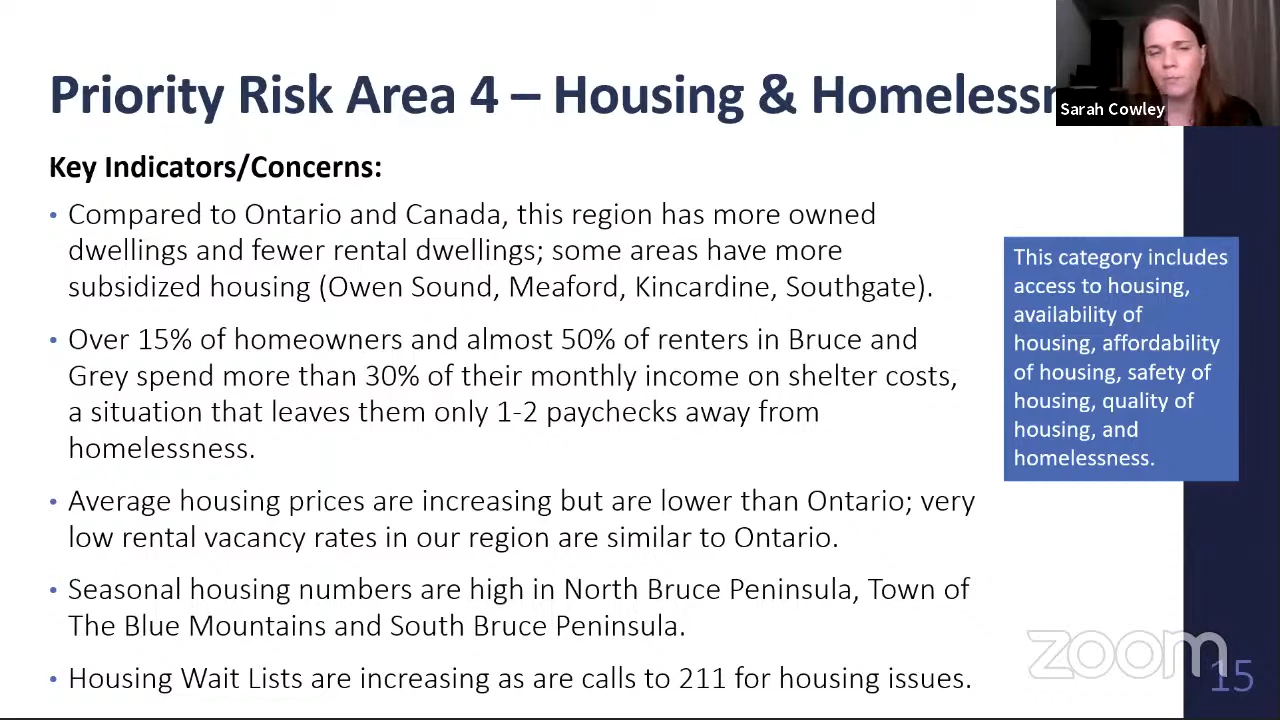 Priority Risk Area 4 – Housing & Homeless
Sarah Cowley
Key Indicators/Concerns:
• Compared to Ontario and Canada, this region has more owned
dwellings and fewer rental dwellings; some areas have more
subsidized housing (Owen Sound, Meaford, Kincardine, Southgate).
• Over 15% of homeowners and almost 50% of renters in Bruce and
Grey spend more than 30% of their monthly income on shelter costs,
a situation that leaves them only 1-2 paychecks away from
homelessness.
• Average housing prices are increasing but are lower than Ontario; very
low rental vacancy rates in our region are similar to Ontario.
• Seasonal housing numbers are high in North Bruce Peninsula, Town of
The Blue Mountains and South Bruce Peninsula.
• Housing Wait Lists are increasing as are calls to 211 for housing issues.
This category includes
access to housing,
availability of
housing, affordability
of housing, safety of
housing, quality of
housing, and
homelessness.
zoom
15